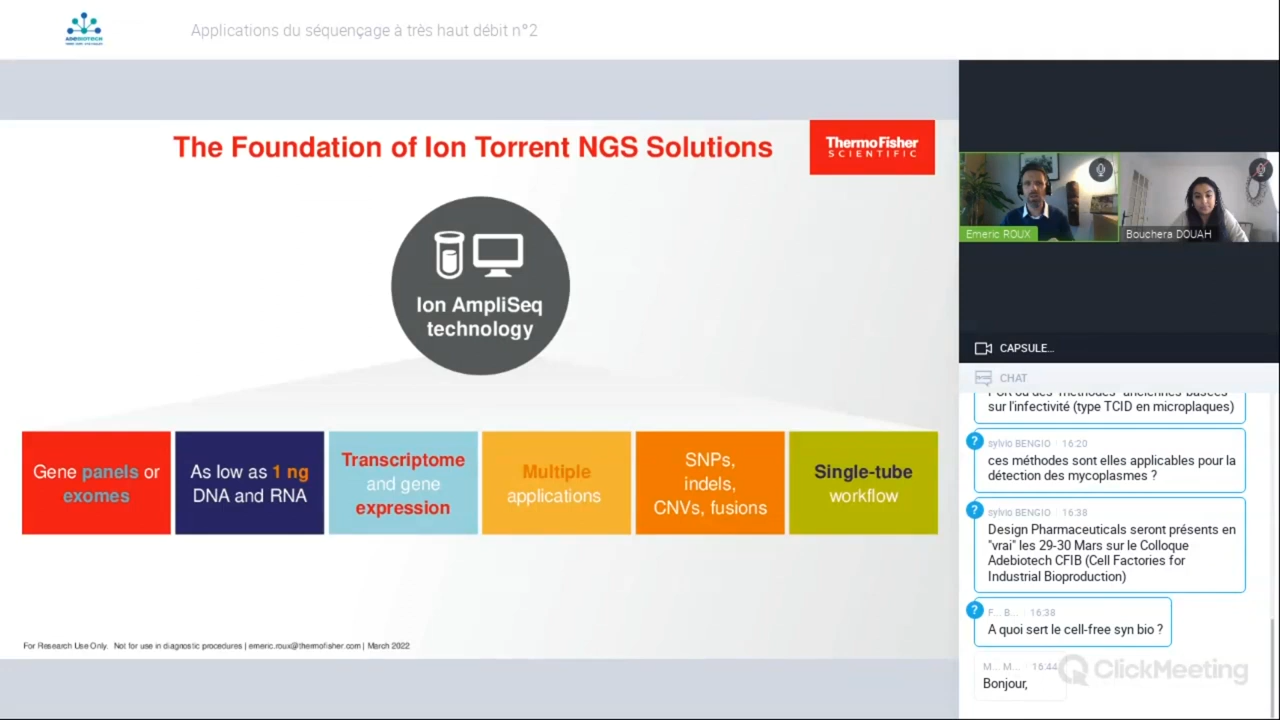 ADEBIOTECH
Applications du séquençage à très haut débit n°2
The Foundation of Ion Torrent NGS Solutions
ThermoFisher
SCIENTIFIC
Ion AmpliSeq
technology
Gene panels or
exomes
As low as 1 ng
DNA and RNA
Transcriptome
and gene
expression
Multiple
applications
SNPs,
indels,
CNVs, fusions
Single-tube
workflow
For Research Use Only. Not for use in diagnostic procedures | emeric.roux@thermofisher.com | March 2022
Emeric ROUX
Bouchera DOUAH
CAPSULE...
CHAT
sur l'infectivité (type TCID en microplaques)
sylvio BENGIO · 16:20
ces méthodes sont elles applicables pour la
détection des mycoplasmes ?
sylvio BENGIO · 16:38
Design Pharmaceuticals seront présents en
"vrai" les 29-30 Mars sur le Colloque
Adebiotech CFIB (Cell Factories for
Industrial Bioproduction)
F... B... · 16:38
A quoi sert le cell-free syn bio ?
M... M... · 16:44
Bonjour,
ClickMeeting